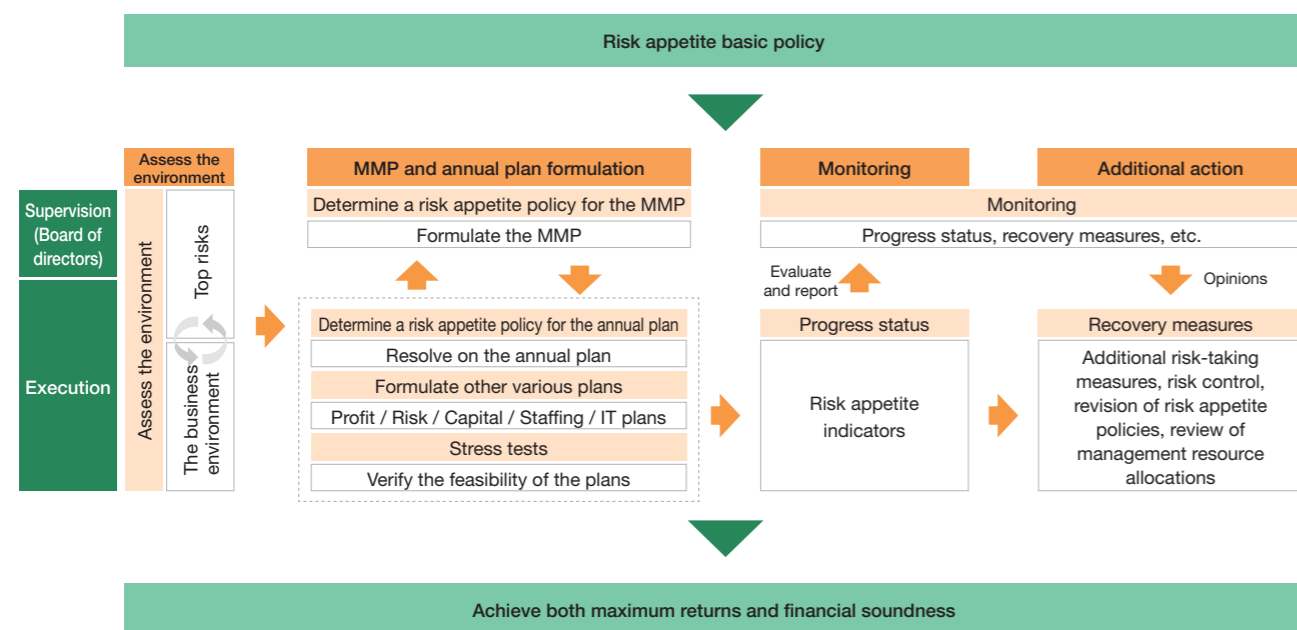 Risk appetite basic policy
Assess the
environment
MMP and annual plan formulation
Monitoring
Additional action
Supervision
(Board of
directors)
Execution
Assess the environment
Top risks
The business
environment
Determine a risk appetite policy for the MMP
Formulate the MMP
Determine a risk appetite policy for the annual plan
Resolve on the annual plan
Formulate other various plans
Profit / Risk / Capital / Staffing / IT plans
Stress tests
Verify the feasibility of the plans
Monitoring
Progress status, recovery measures, etc.
Evaluate
and report
Opinions
Progress status
Risk appetite
indicators
Recovery measures
Additional risk-taking
measures, risk control,
revision of risk appetite
policies, review of
management resource
allocations
Achieve both maximum returns and financial soundness